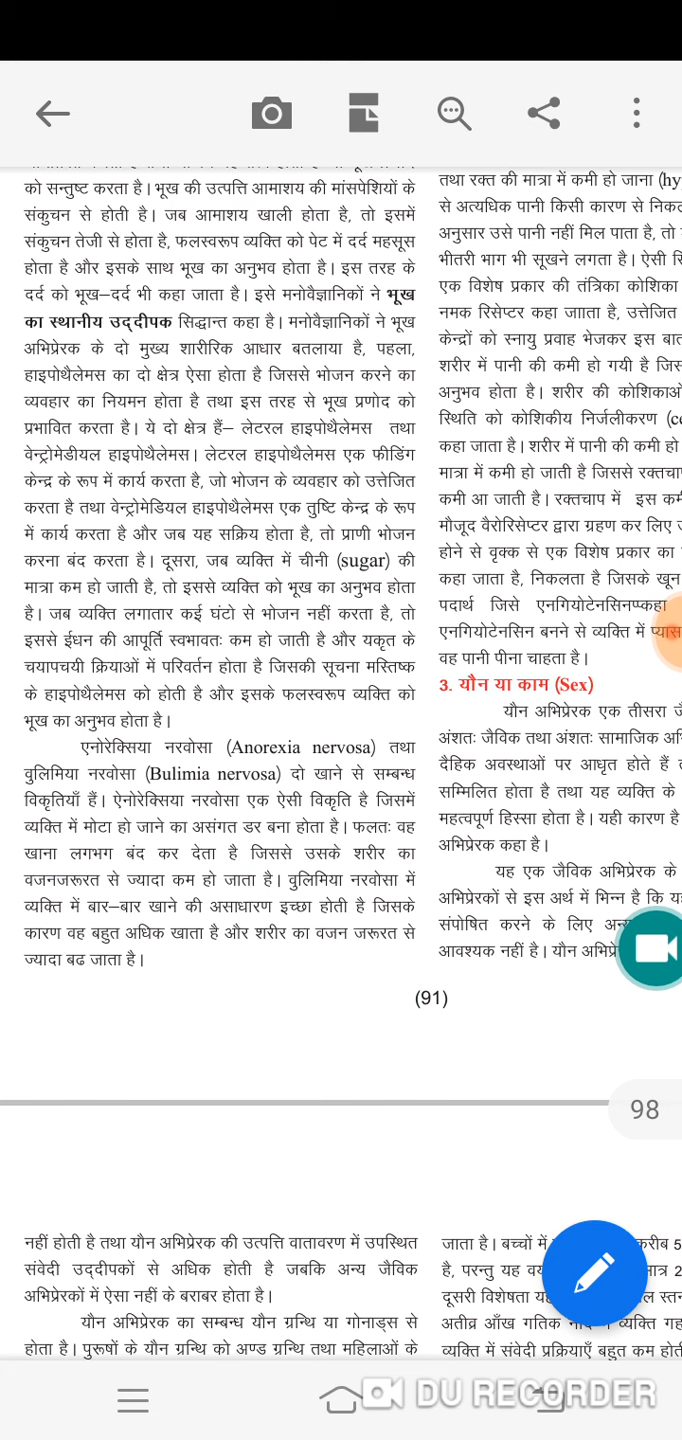 को सन्तुष्ट करता है। भूख की उत्पत्ति आमाशय की मांसपेशियों के
संकुचन से होती है। जब आमाशय खाली होता है, तो इसमें
संकुचन तेजी से होता है, फलस्वरूप व्यक्ति को पेट में दर्द महसूस
होता है और इसके साथ भूख का अनुभव होता है। इस तरह के
दर्द को भूख–दर्द भी कहा जाता है। इसे मनोवैज्ञानिकों ने भूख
का स्थानीय उद्दीपक सिद्धान्त कहा है। मनोवैज्ञानिकों ने भूख
अभिप्रेरक के दो मुख्य शारीरिक आधार बतलाया है, पहला,
हाइपोथैलेमस का दो क्षेत्र ऐसा होता है जिससे भोजन करने का
व्यवहार का नियमन होता है तथा इस तरह से भूख प्रणोद को
प्रभावित करता है। ये दो क्षेत्र हैं– लेटरल हाइपोथैलेमस तथा
वेन्ट्रोमेडीयल हाइपोथैलेमस। लेटरल हाइपोथैलेमस एक फीडिंग
केन्द्र के रूप में कार्य करता है, जो भोजन के व्यवहार को उत्तेजित
करता है तथा वेन्ट्रोमेडियल हाइपोथैलेमस एक तुष्टि केन्द्र के रूप
में कार्य करता है और जब यह सक्रिय होता है, तो प्राणी भोजन
करना बंद करता है। दूसरा, जब व्यक्ति में चीनी (sugar) की
मात्रा कम हो जाती है, तो इससे व्यक्ति को भूख का अनुभव होता
है। जब व्यक्ति लगातार कई घंटो से भोजन नहीं करता है, तो
इससे ईधन की आपूर्ति स्वभावतः कम हो जाती है और यकृत के
चयापचयी क्रियाओं में परिवर्तन होता है जिसकी सूचना मस्तिष्क
के हाइपोथैलेमस को होती है और इसके फलस्वरूप व्यक्ति को
भूख का अनुभव होता है।
एनोरेक्सिया नरवोसा (Anorexia nervosa) तथा
वुलिमिया नरवोसा (Bulimia nervosa) दो खाने से सम्बन्ध
विकृतियाँ हैं। ऐनोरेक्सिया नरवोसा एक ऐसी विकृति है जिसमें
व्यक्ति में मोटा हो जाने का असंगत डर बना होता है। फलतः वह
खाना लगभग बंद कर देता है जिससे उसके शरीर का
वजनजरूरत से ज्यादा कम हो जाता है। वुलिमिया नरवोसा में
व्यक्ति में बार–बार खाने की असाधारण इच्छा होती है जिसके
कारण वह बहुत अधिक खाता है और शरीर का वजन जरूरत से
ज्यादा बढ जाता है।
तथा रक्त की मात्रा में कमी हो जाना (hy
से अत्यधिक पानी किसी कारण से
अनुसार उसे पानी नहीं मिल पाता है, तो
भीतरी भाग भी सूखने लगता है। ऐसी
एक विशेष प्रकार की तंत्रिका कोशिका
नमक रिसेप्टर कहा जााता है, उत्तेजित
केन्द्रों को स्नायु प्रवाह भेजकर इस
शरीर में पानी की कमी हो गयी है
अनुभव होता है। शरीर की
स्थिति को कोशिकीय निर्जलीकरण (ce
कहा जाता है। शरीर में पानी की कमी हो
मात्रा में कमी हो जाती है जिससे
कमी आ जाती है। रक्तचाप में इस
मौजूद वैरोरिसेप्टर द्वारा ग्रहण कर लिए
होने से वृक्क से एक विशेष प्रकार का
कहा जाता है, निकलता है जिसके खून
पदार्थ जिसे एनगियोटेनसिनप्कहा
एनगियोटेनसिन बनने से व्यक्ति में प्यास
वह पानी पीना चाहता है।
3. यौन या काम (Sex)
यौन अभिप्रेरक एक तीसरा
अंशतः जैविक तथा अंशतः सामाजिक
दैहिक अवस्थाओं पर आधृत होते हैं
सम्मिलित होता है तथा यह व्यक्ति के
महत्वपूर्ण हिस्सा होता है। यही कारण है
अभिप्रेरक कहा है।
यह एक जैविक अभिप्रेरक के
अभिप्रेरकों से इस अर्थ में भिन्न है कि
संपोषित करने के लिए
आवश्यक नहीं है। यौन
(91)
98
नहीं होती है तथा यौन अभिप्रेरक की उत्पत्ति वातावरण में उपस्थित
संवेदी उद्दीपकों से अधिक होती है जबकि अन्य जैविक
अभिप्रेरकों में ऐसा नहीं के बराबर होता है।
यौन अभिप्रेरक का सम्बन्ध यौन ग्रन्थि या गोनाड्स से
होता है। पुरूषों के यौन ग्रन्थि को अण्ड ग्रन्थि तथा महिलाओं के
जाता है। बच्चों में करीब 5
है, परन्तु यह मात्र 2
दूसरी विशेषता
अतीव्र आँख गतिक व्यक्ति
व्यक्ति में संवेदी प्रक्रियाएँ बहुत कम
DU RECORDER